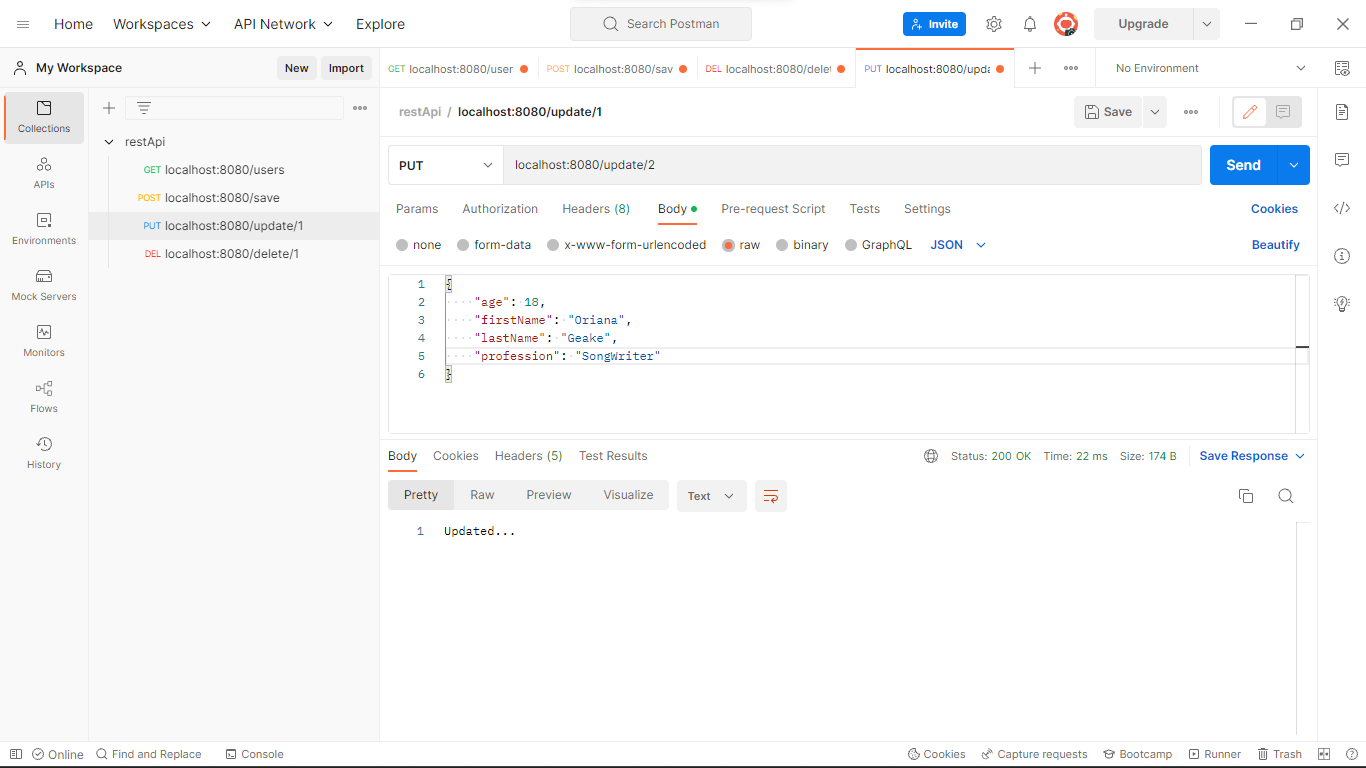 Home Workspaces API Network Explore Search Postman Invite Upgrade
My Workspace New Import
GET localhost:8080/user POST localhost:8080/sav DEL localhost:8080/delet PUT localhost:8080/upda No Environment
Collections
APIs
Environments
Mock Servers
Monitors
Flows
History
restApi
GET localhost:8080/users
POST localhost:8080/save
PUT localhost:8080/update/1
DEL localhost:8080/delete/1
restApi / localhost:8080/update/1 Save
PUT localhost:8080/update/2 Send
Params Authorization Headers (8) Body Pre-request Script Tests Settings Cookies
none form-data x-www-form-urlencoded raw binary GraphQL JSON Beautify
1 {
2 "age": 18,
3 "firstName": "Oriana",
4 "lastName": "Geake",
5 "profession": "SongWriter"
6 }
Body Cookies Headers (5) Test Results Status: 200 OK Time: 22 ms Size: 174 B Save Response
Pretty Raw Preview Visualize Text
1 Updated...
Online Find and Replace Console Cookies Capture requests Bootcamp Runner Trash